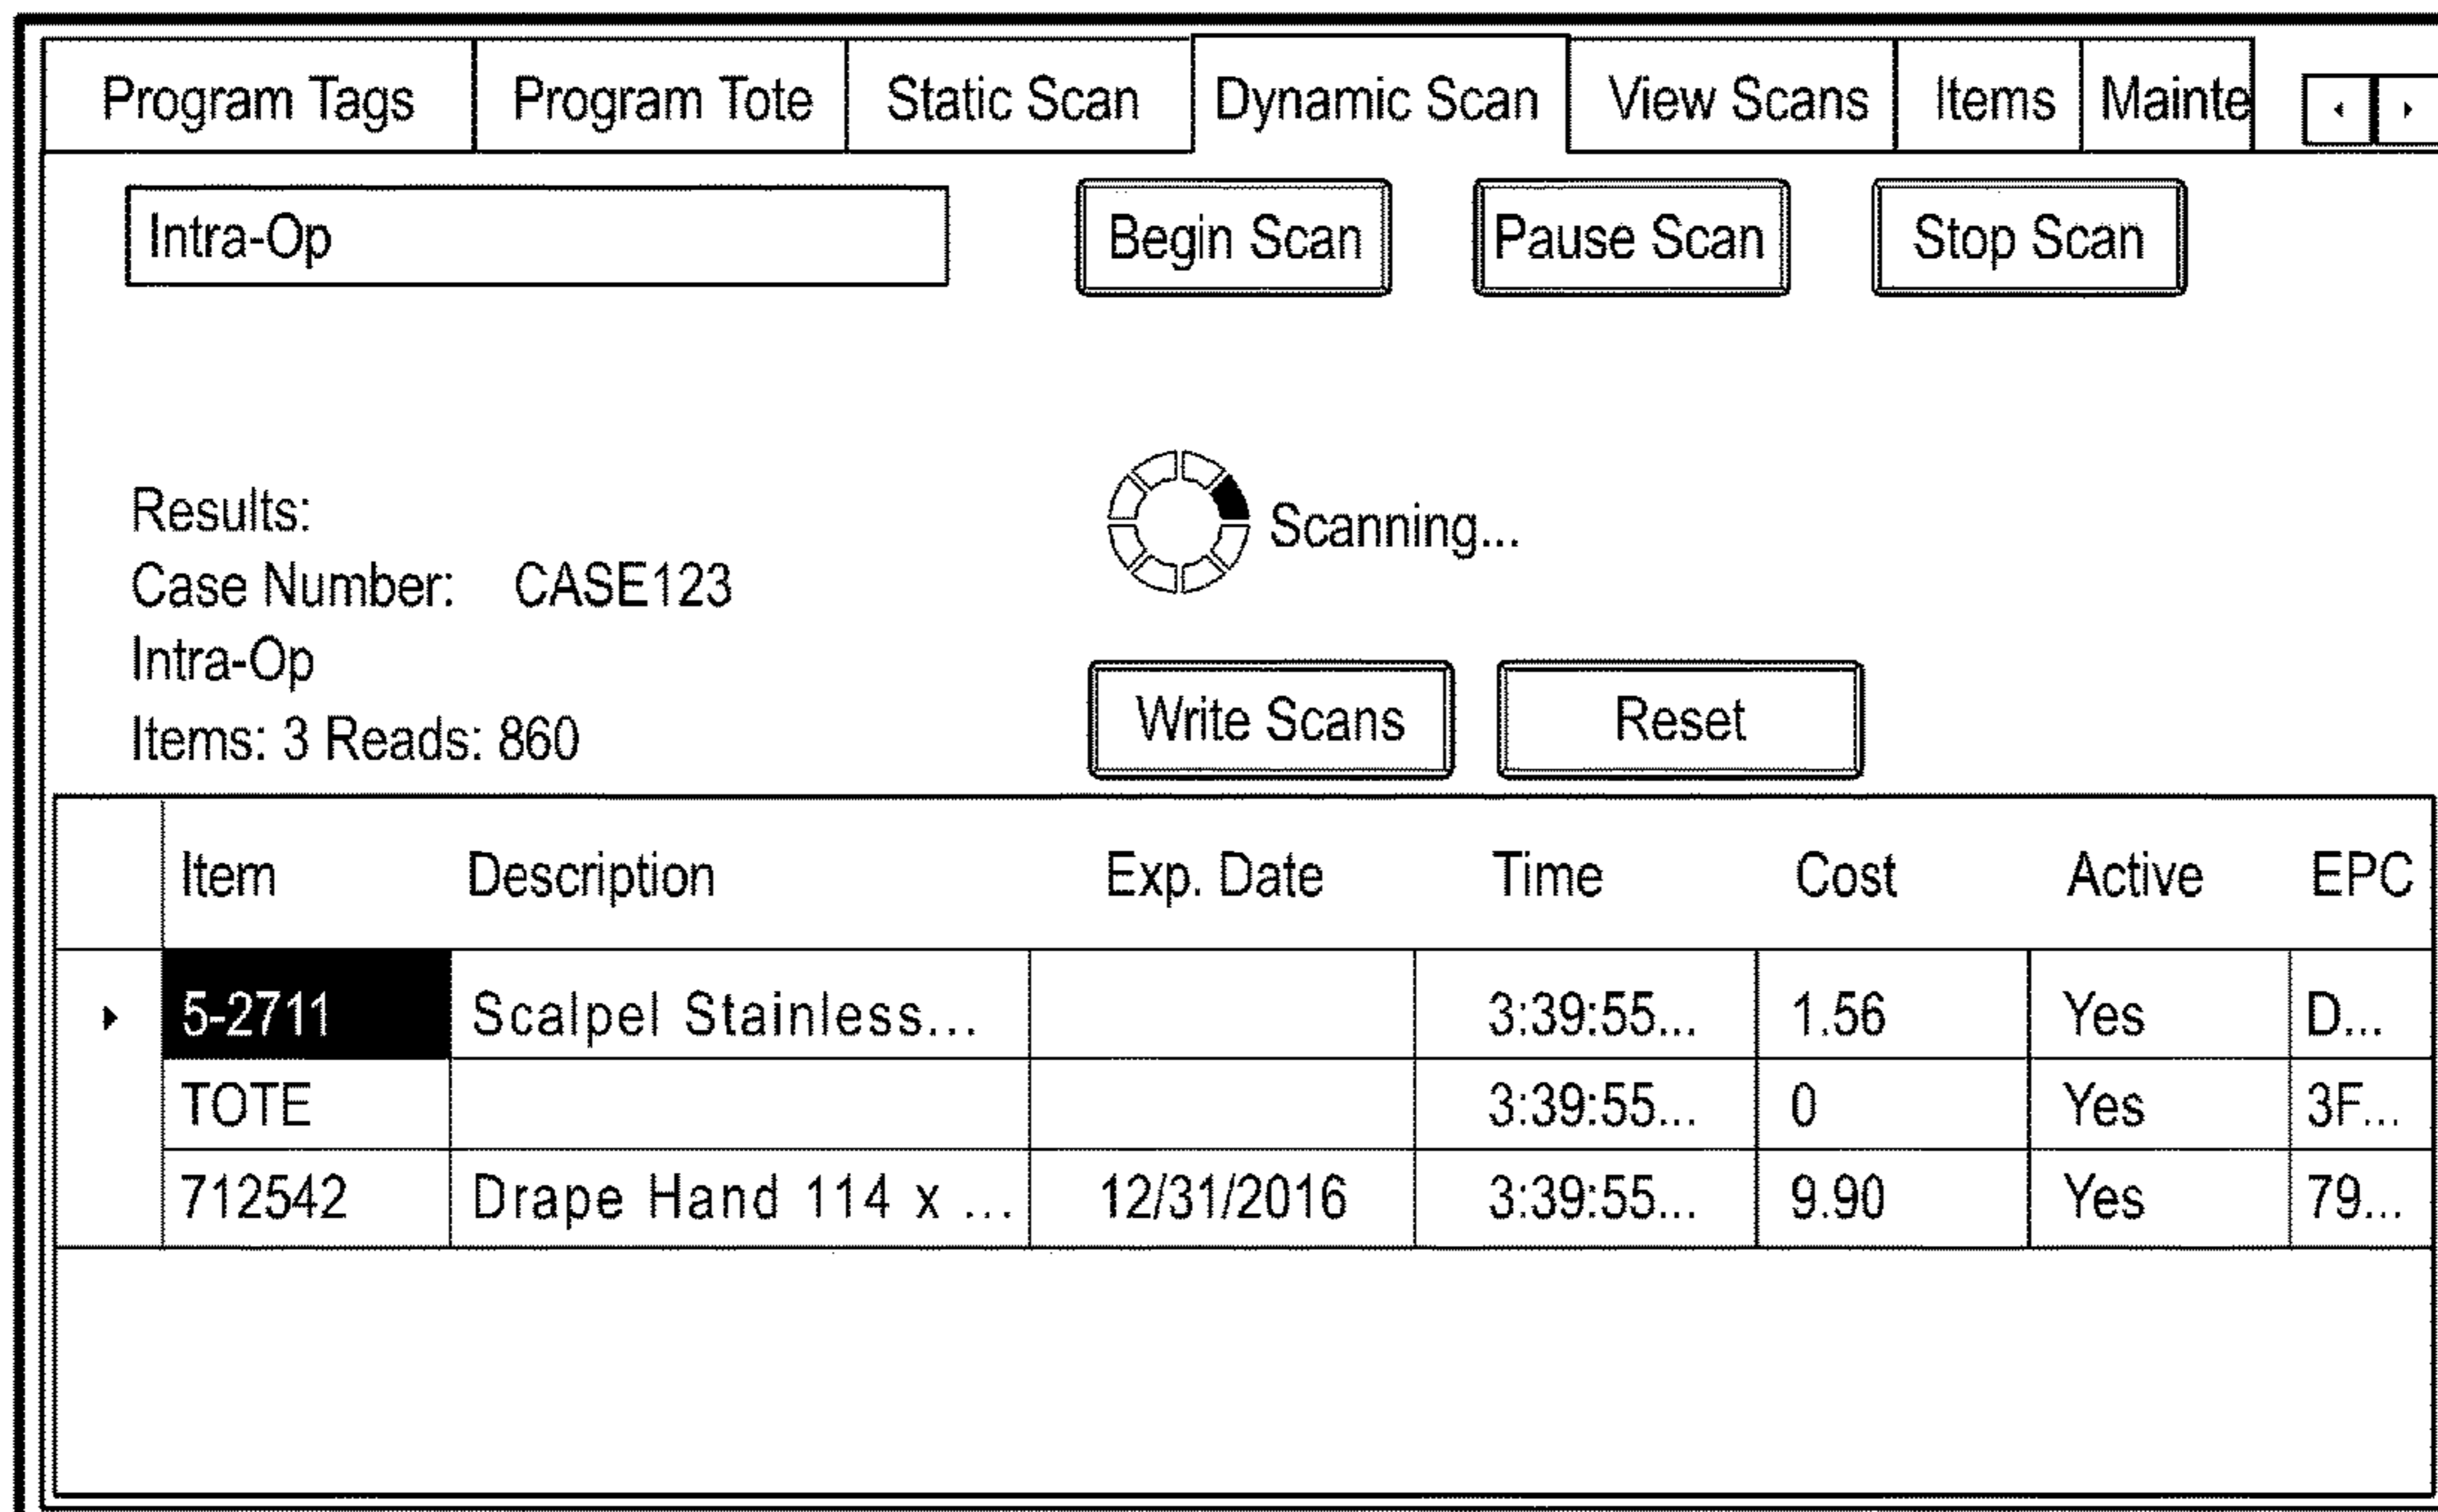 Program Tags Program Tote Static Scan Dynamic Scan View Scans Items Mainte
Intra-Op Begin Scan Pause Scan Stop Scan
Results: Scanning...
Case Number: CASE123
Intra-Op
Items: 3 Reads: 860 Write Scans Reset
Item Description Exp. Date Time Cost Active EPC
5-2711 Scalpel Stainless... 3:39:55... 1.56 Yes D...
TOTE 3:39:55... 0 Yes 3F...
712542 Drape Hand 114 x ... 12/31/2016 3:39:55... 9.90 Yes 79...